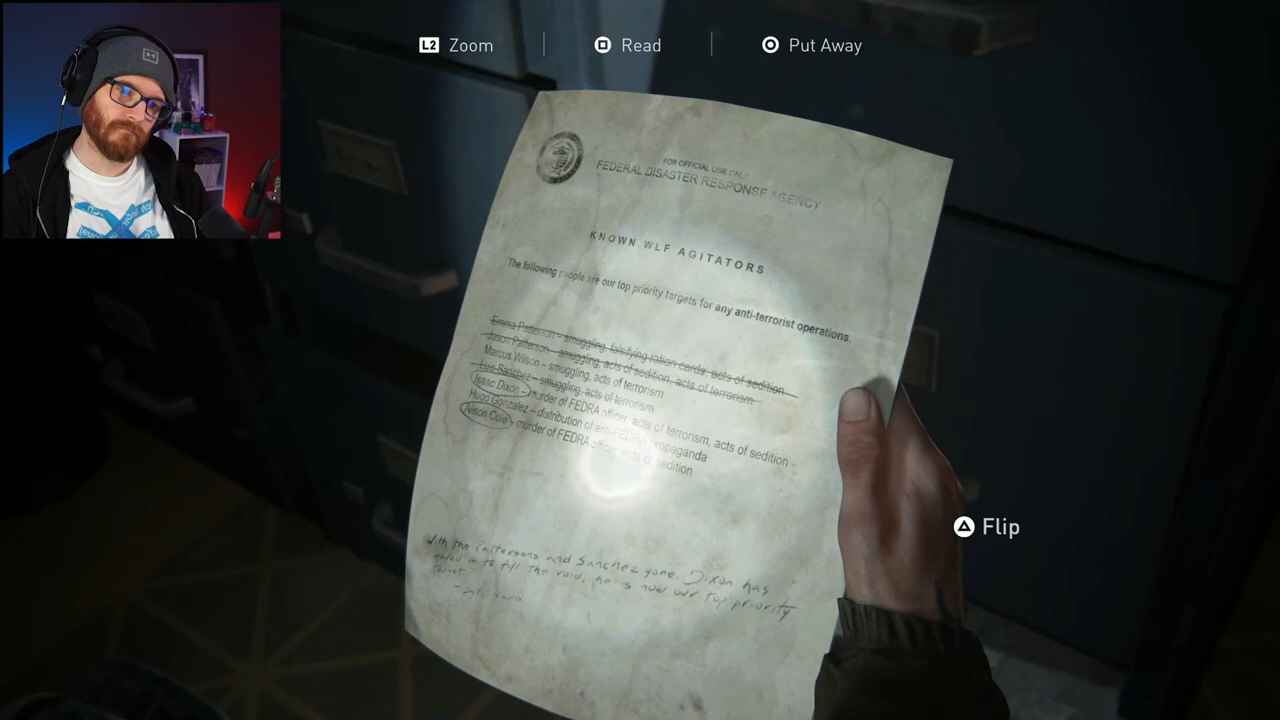 L2 Zoom | Read | Put Away
FOR OFFICIAL USE ONLY
FEDERAL DISASTER RESPONSE AGENCY
KNOWN WLF AGITATORS
The following people are our top priority targets for any anti-terrorist operations.
Emma Patterson – smuggling, falsifying ration cards, acts of sedition
Jason Patterson – smuggling, acts of sedition, acts of terrorism
Marcus Wilson – smuggling, acts of terrorism
Luis Sanchez – smuggling, acts of terrorism
Isaac Dixon – murder of FEDRA officer, acts of terrorism, acts of sedition
Hugo Gonzalez – distribution of anti-FEDRA propaganda
Alison Cole – murder of FEDRA officer, acts of sedition
With the Pattersons and Sanchez gone, Dixon has
moved in to fill the void, he is now our top priority
target.
- Sgt.
Flip